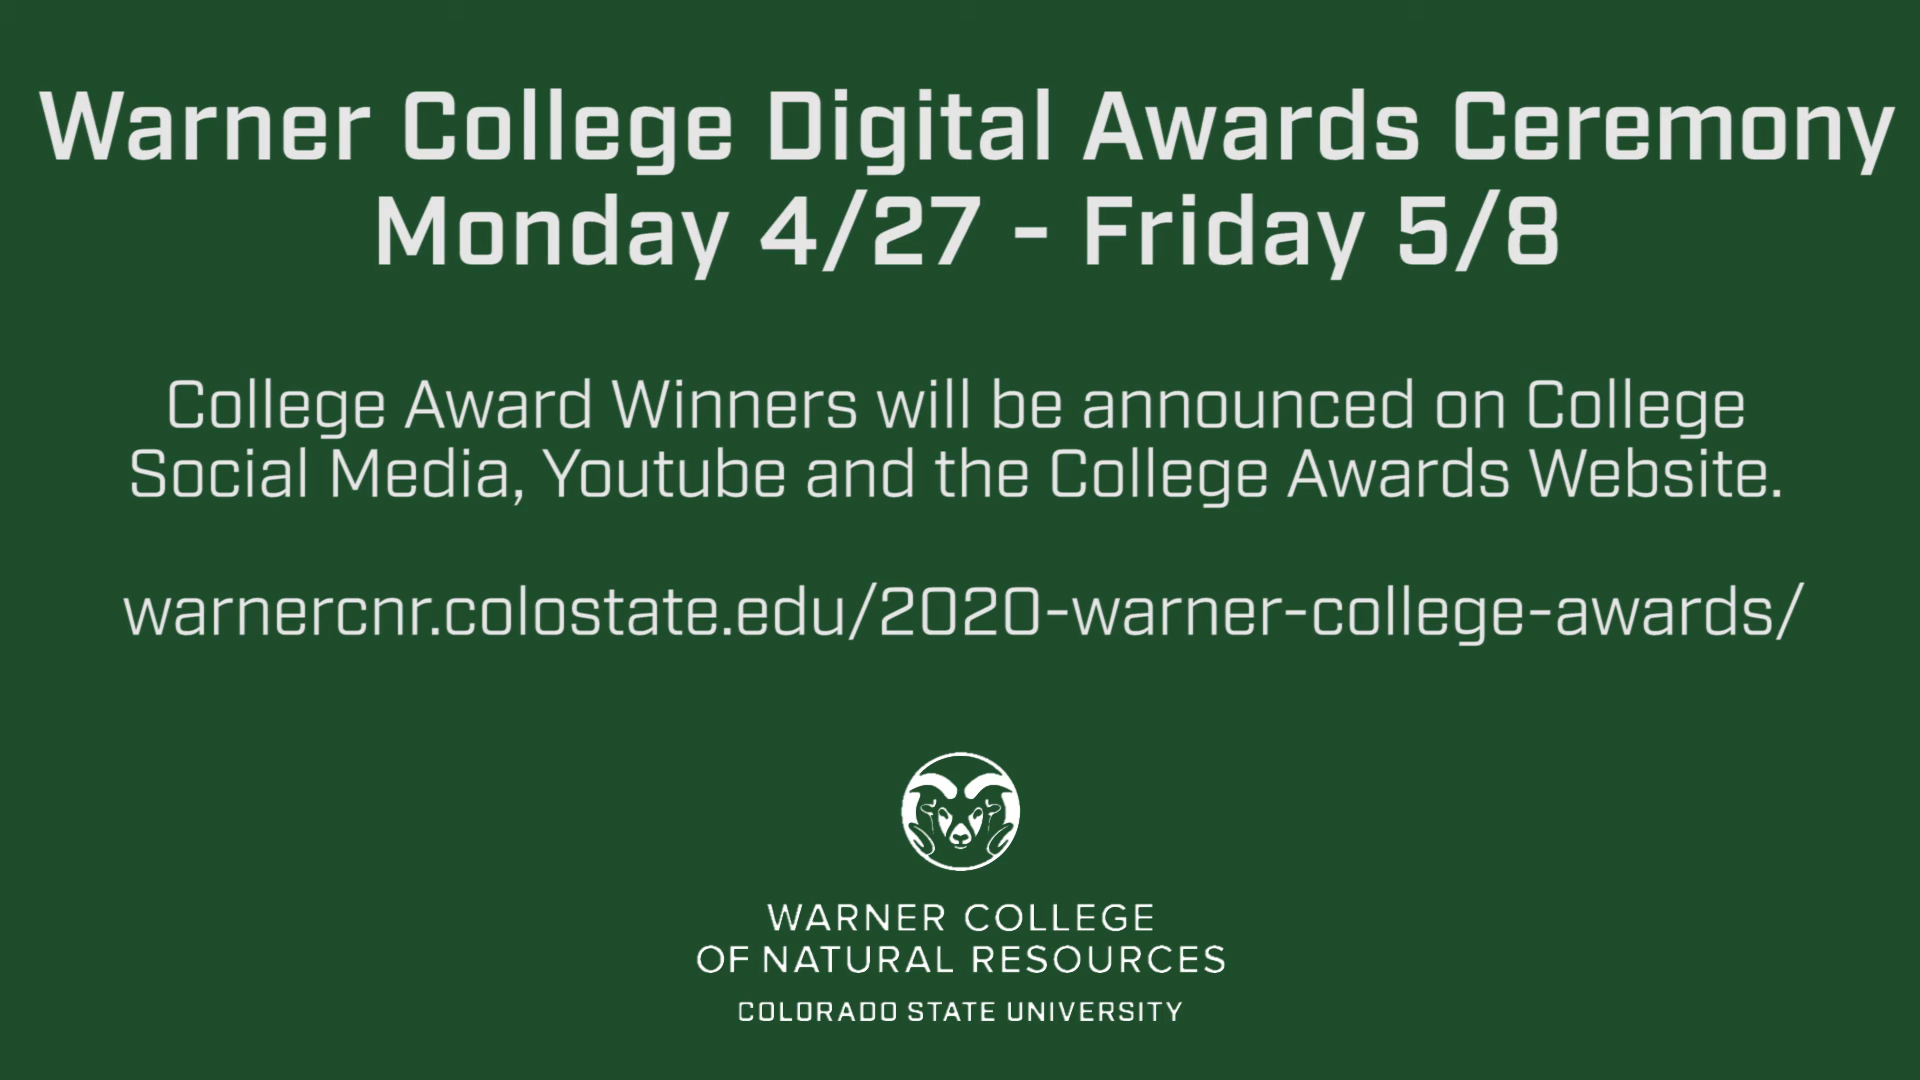 Warner College Digital Awards Ceremony
Monday 4/27 - Friday 5/8
College Award Winners will be announced on College
Social Media, Youtube and the College Awards Website.
warnercnr.colostate.edu/2020-warner-college-awards/
WARNER COLLEGE
OF NATURAL RESOURCES
COLORADO STATE UNIVERSITY